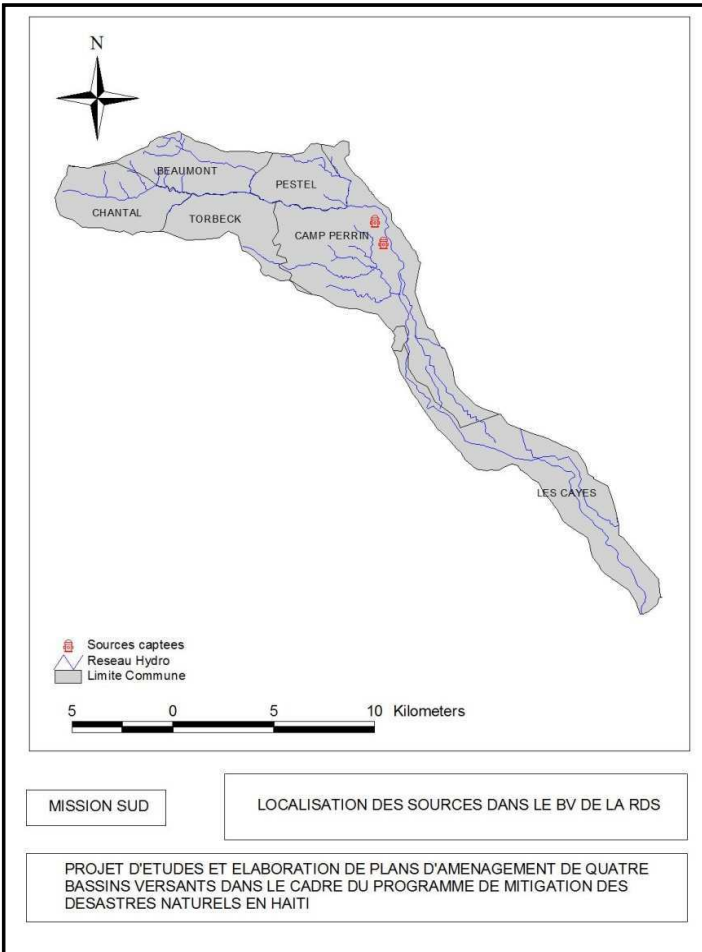 N
BEAUMONT
PESTEL
CHANTAL
TORBECK
CAMP PERRIN
LES CAYES
Sources captees
Reseau Hydro
Limite Commune
5 0 5 10 Kilometers
MISSION SUD
LOCALISATION DES SOURCES DANS LE BV DE LA RDS
PROJET D'ETUDES ET ELABORATION DE PLANS D'AMENAGEMENT DE QUATRE
BASSINS VERSANTS DANS LE CADRE DU PROGRAMME DE MITIGATION DES
DESASTRES NATURELS EN HAITI